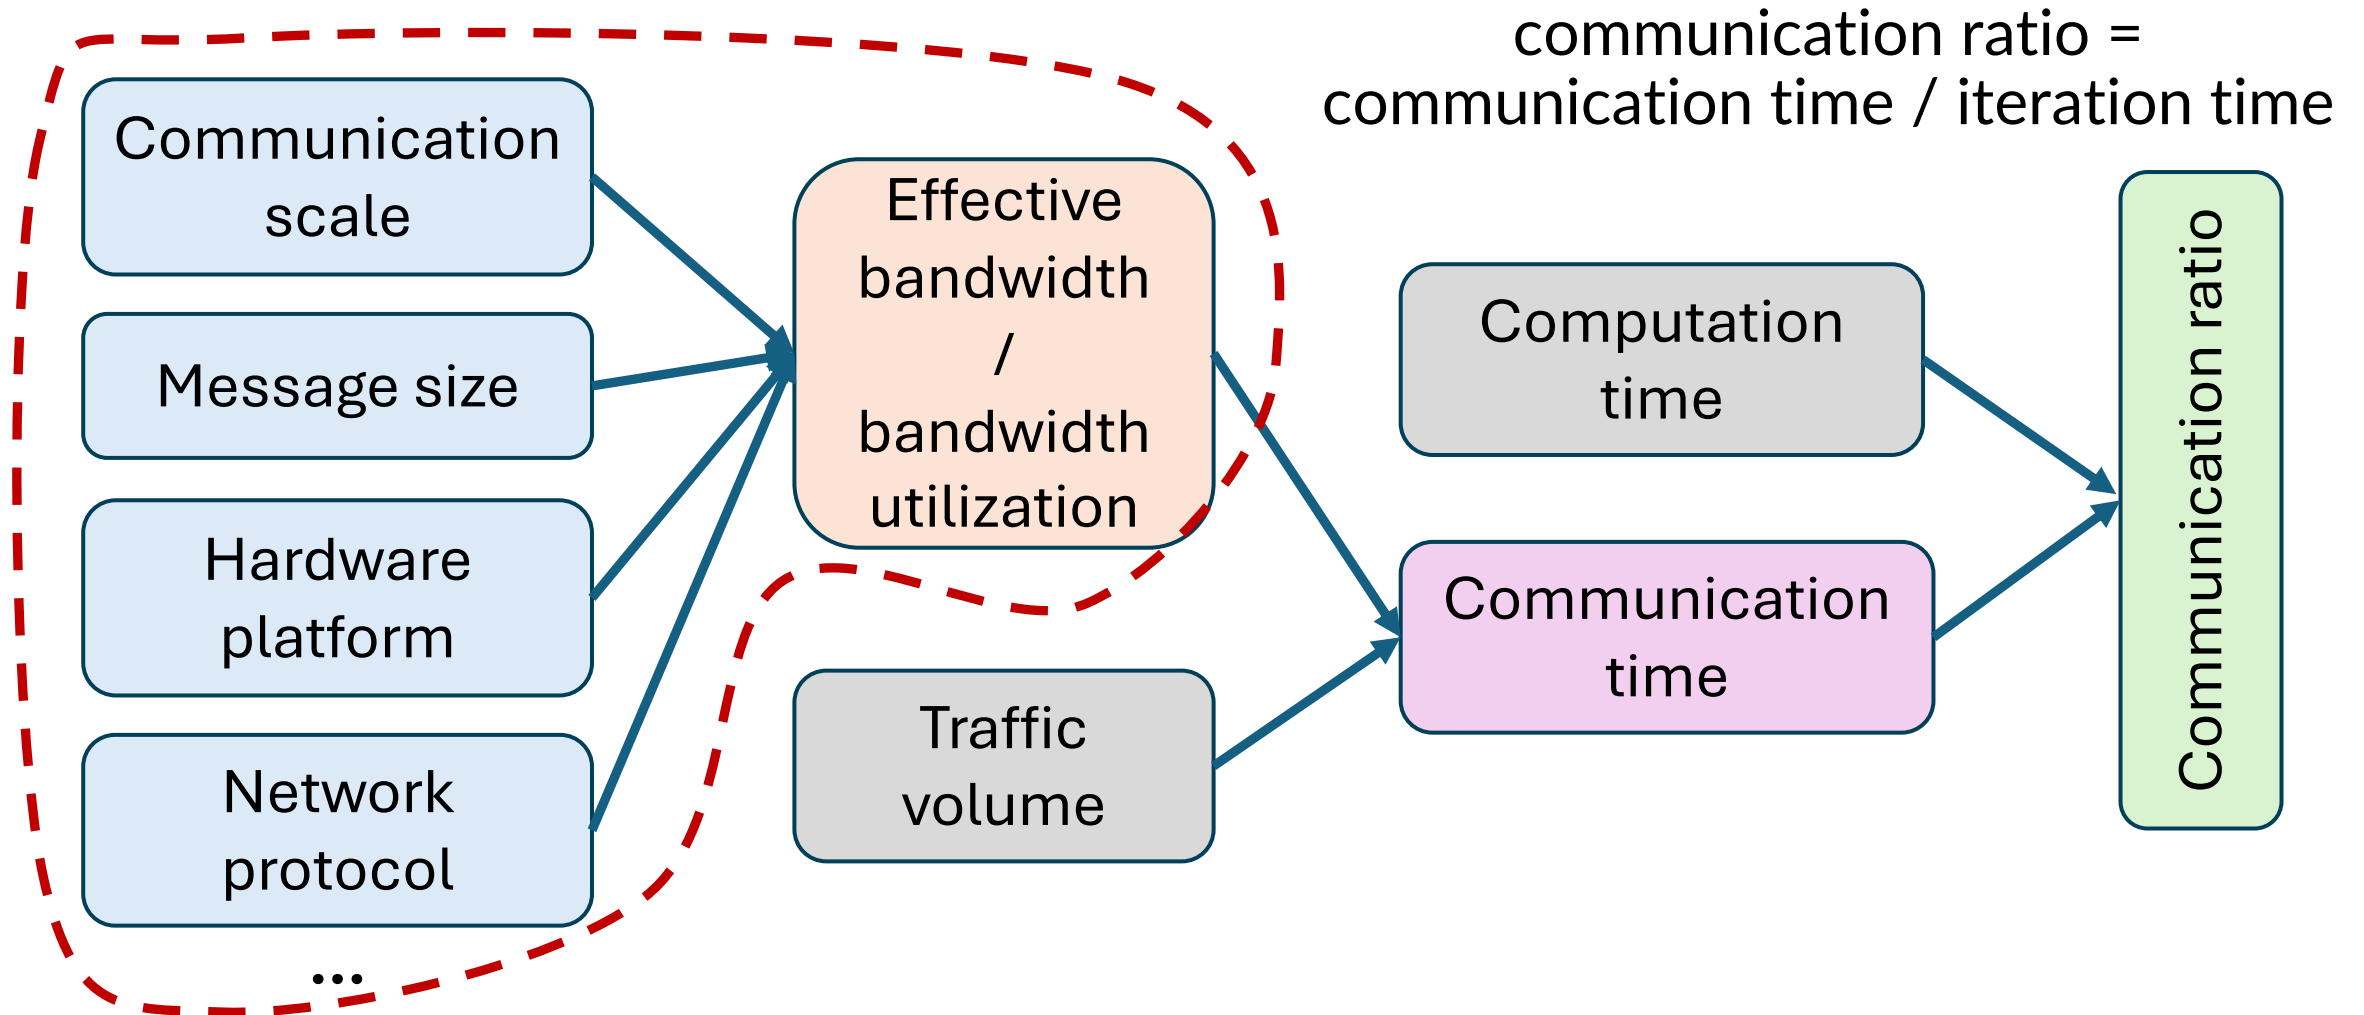 communication ratio =
communication time / iteration time
Communication
scale
Message size
Hardware
platform
Network
protocol
...
Effective
bandwidth
/
bandwidth
utilization
Traffic
volume
Computation
time
Communication
time
Communication ratio